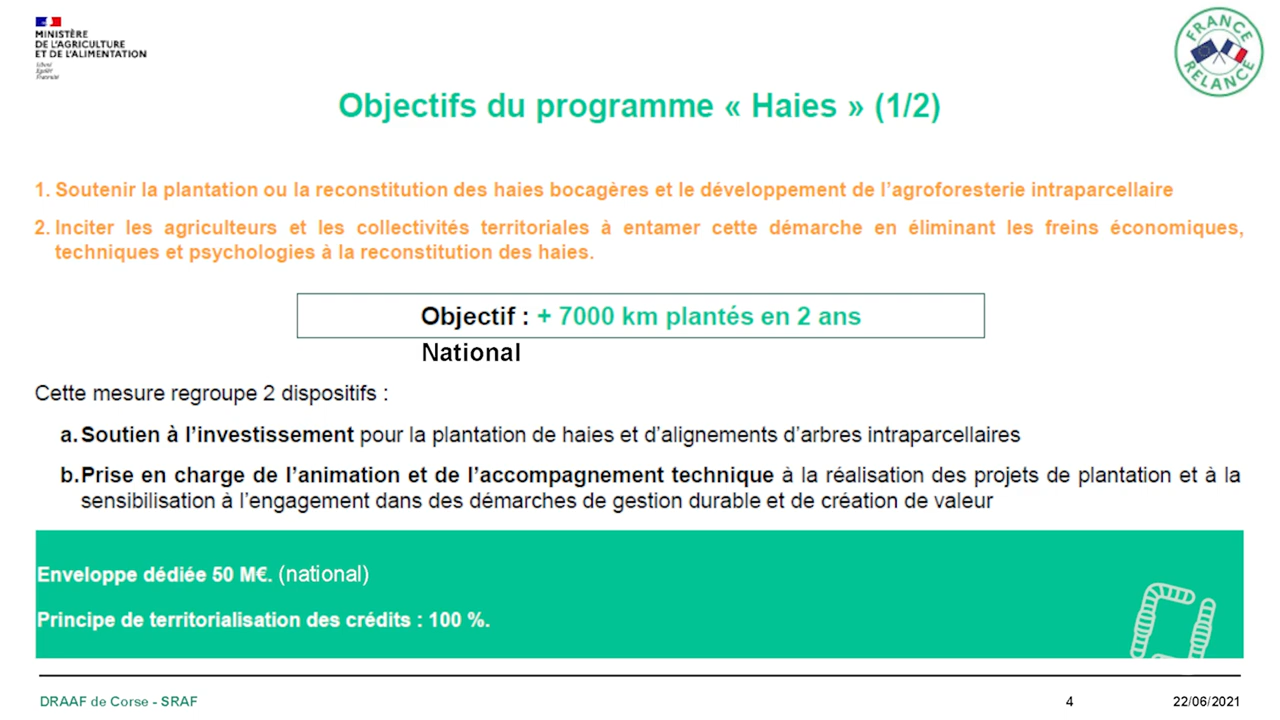 MINISTÈRE
DE L'AGRICULTURE
ET DE L'ALIMENTATION
Liberté
Égalité
Fraternité
FRANCE
RELANCE
Objectifs du programme « Haies » (1/2)
1. Soutenir la plantation ou la reconstitution des haies bocagères et le développement de l'agroforesterie intraparcellaire
2. Inciter les agriculteurs et les collectivités territoriales à entamer cette démarche en éliminant les freins économiques,
techniques et psychologies à la reconstitution des haies.
Objectif : + 7000 km plantés en 2 ans
National
Cette mesure regroupe 2 dispositifs :
a. Soutien à l'investissement pour la plantation de haies et d'alignements d'arbres intraparcellaires
b. Prise en charge de l'animation et de l'accompagnement technique à la réalisation des projets de plantation et à la
sensibilisation à l'engagement dans des démarches de gestion durable et de création de valeur
Enveloppe dédiée 50 M€. (national)
Principe de territorialisation des crédits : 100 %.
DRAAF de Corse - SRAF
4
22/06/2021